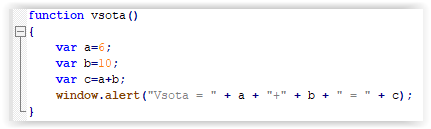 function vsota()
{
var a=6;
var b=10;
var c=a+b;
window.alert("Vsota = " + a + "+" + b + " = " + c);
}